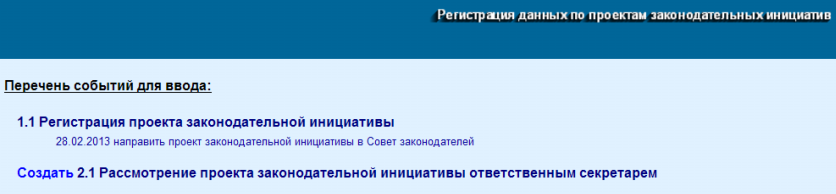 Регистрация данных по проектам законодательных инициатив
Перечень событий для ввода:
1.1 Регистрация проекта законодательной инициативы
28.02.2013 направить проект законодательной инициативы в Совет законодателей
Создать 2.1 Рассмотрение проекта законодательной инициативы ответственным секретарем